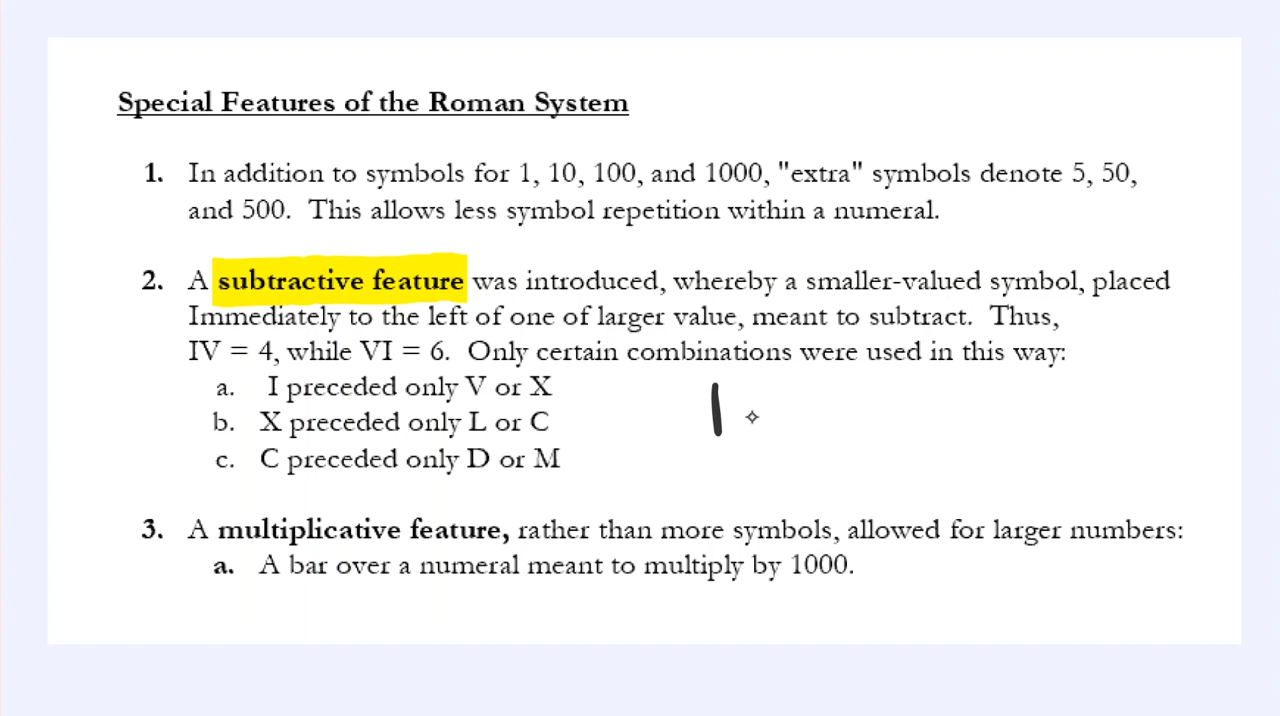 Special Features of the Roman System
1. In addition to symbols for 1, 10, 100, and 1000, "extra" symbols denote 5, 50,
and 500. This allows less symbol repetition within a numeral.
2. A subtractive feature was introduced, whereby a smaller-valued symbol, placed
Immediately to the left of one of larger value, meant to subtract. Thus,
IV = 4, while VI = 6. Only certain combinations were used in this way:
a. I preceded only V or X
b. X preceded only L or C
c. C preceded only D or M
I
3. A multiplicative feature, rather than more symbols, allowed for larger numbers:
a. A bar over a numeral meant to multiply by 1000.